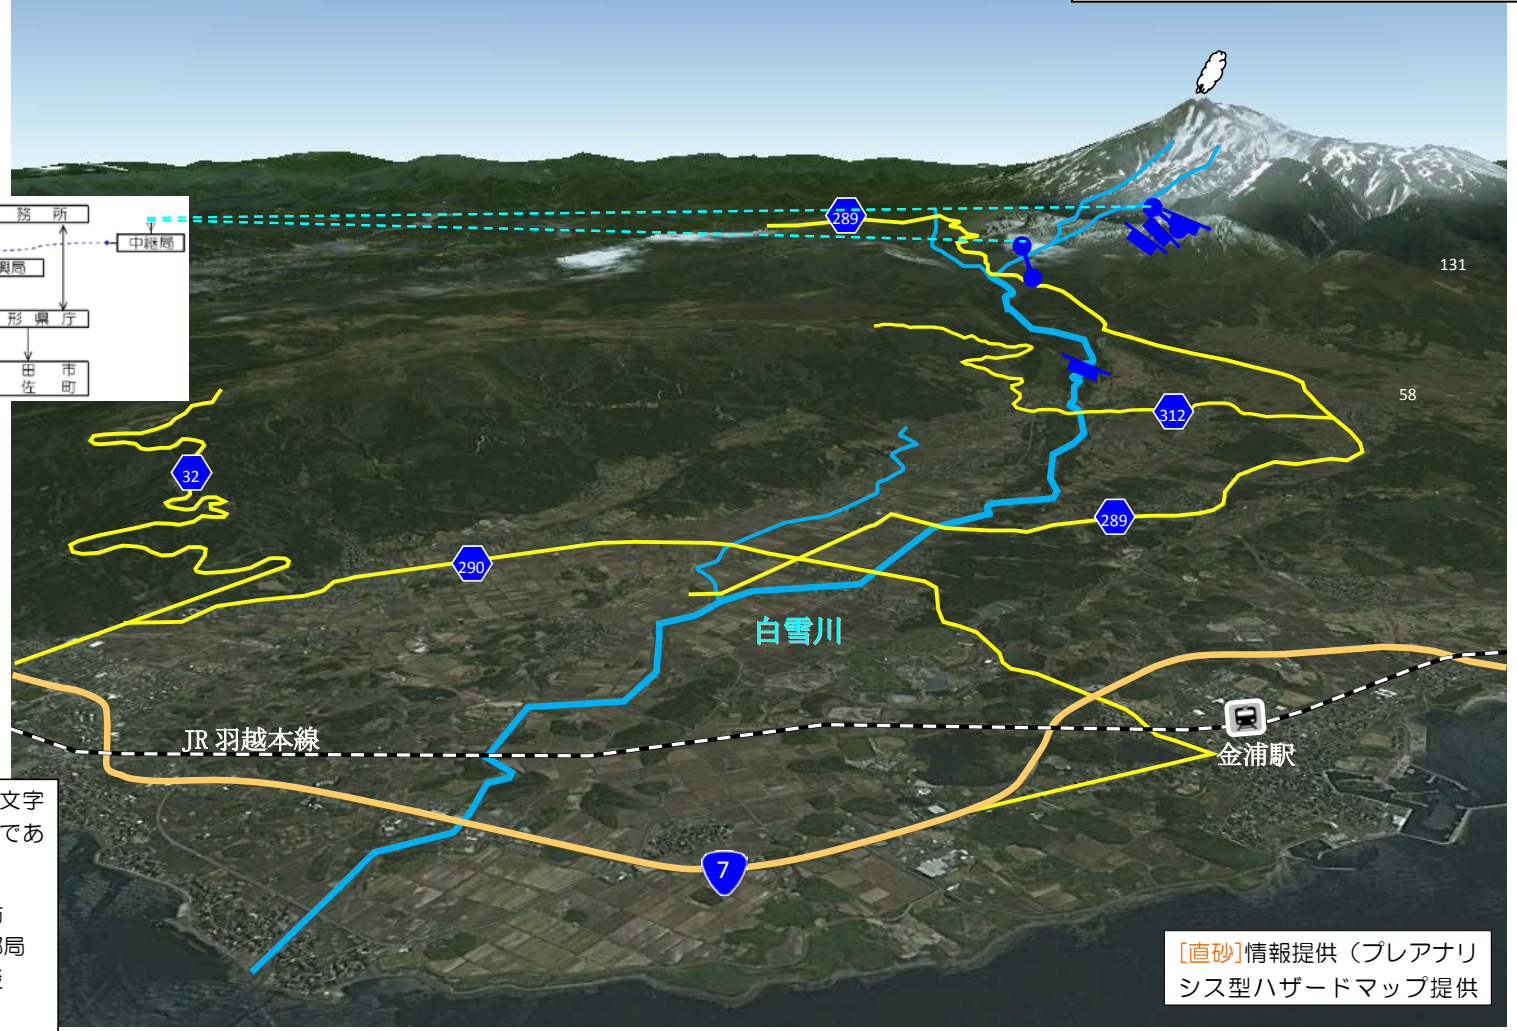 務所
中継局
興局
形県庁
田市
佐町
289
131
58
312
32
289
290
白雪川
JR 羽越本線
金浦駅
7
文字
であ
局
[直砂]情報提供（プレアナリ
シス型ハザードマップ提供